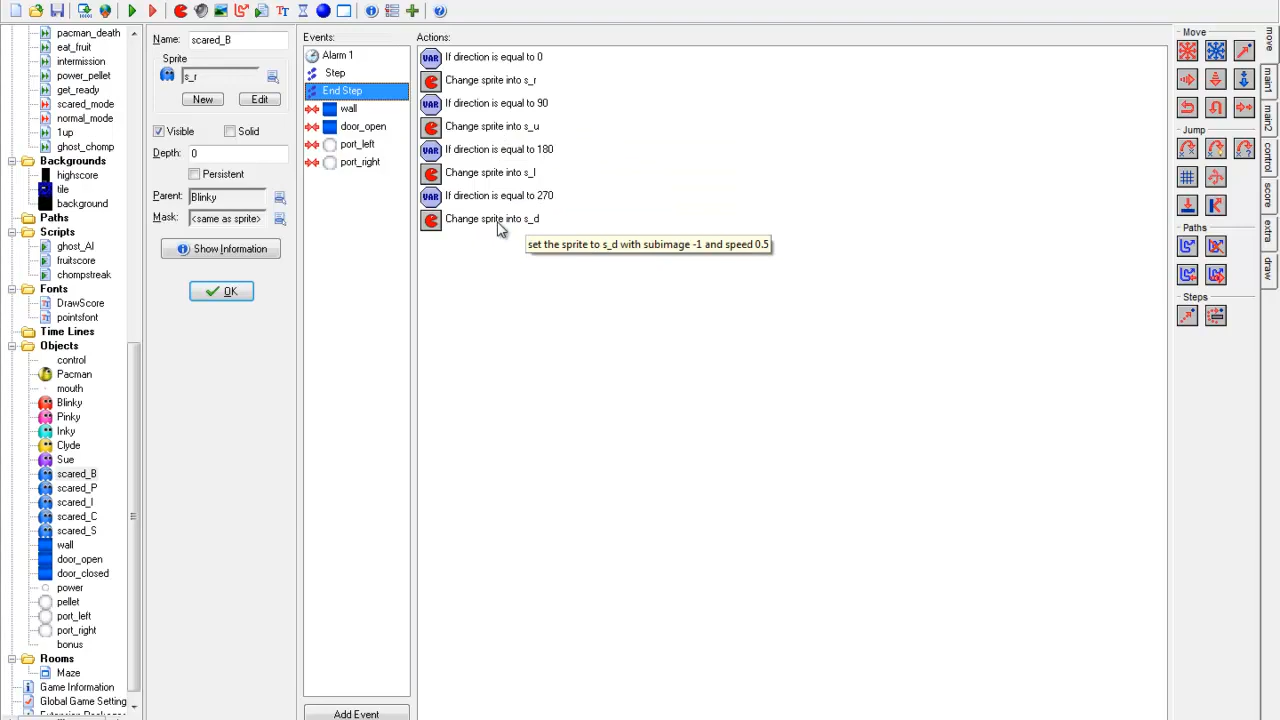 pacman_death
eat_fruit
intermission
power_pellet
get_ready
scared_mode
normal_mode
1up
ghost_chomp
Backgrounds
highscore
tile
background
Paths
Scripts
ghost_AI
fruitscore
chompstreak
Fonts
DrawScore
pointsfont
Time Lines
Objects
control
Pacman
mouth
Blinky
Pinky
Inky
Clyde
Sue
scared_B
scared_P
scared_I
scared_C
scared_S
wall
door_open
door_closed
power
pellet
port_left
port_right
bonus
Rooms
Maze
Game Information
Global Game Setting
Name: scared_B
Sprite
s_r
New Edit
Visible Solid
Depth: 0
Persistent
Parent: Blinky
Mask: <same as sprite>
Show Information
OK
Events:
Alarm 1
Step
End Step
wall
door_open
port_left
port_right
Add Event
Actions:
VAR If direction is equal to 0
Change sprite into s_r
VAR If direction is equal to 90
Change sprite into s_u
VAR If direction is equal to 180
Change sprite into s_l
VAR If direction is equal to 270
Change sprite into s_d
set the sprite to s_d with subimage -1 and speed 0.5
Move
Jump
Paths
Steps
move
main1
main2
control
score
extra
draw